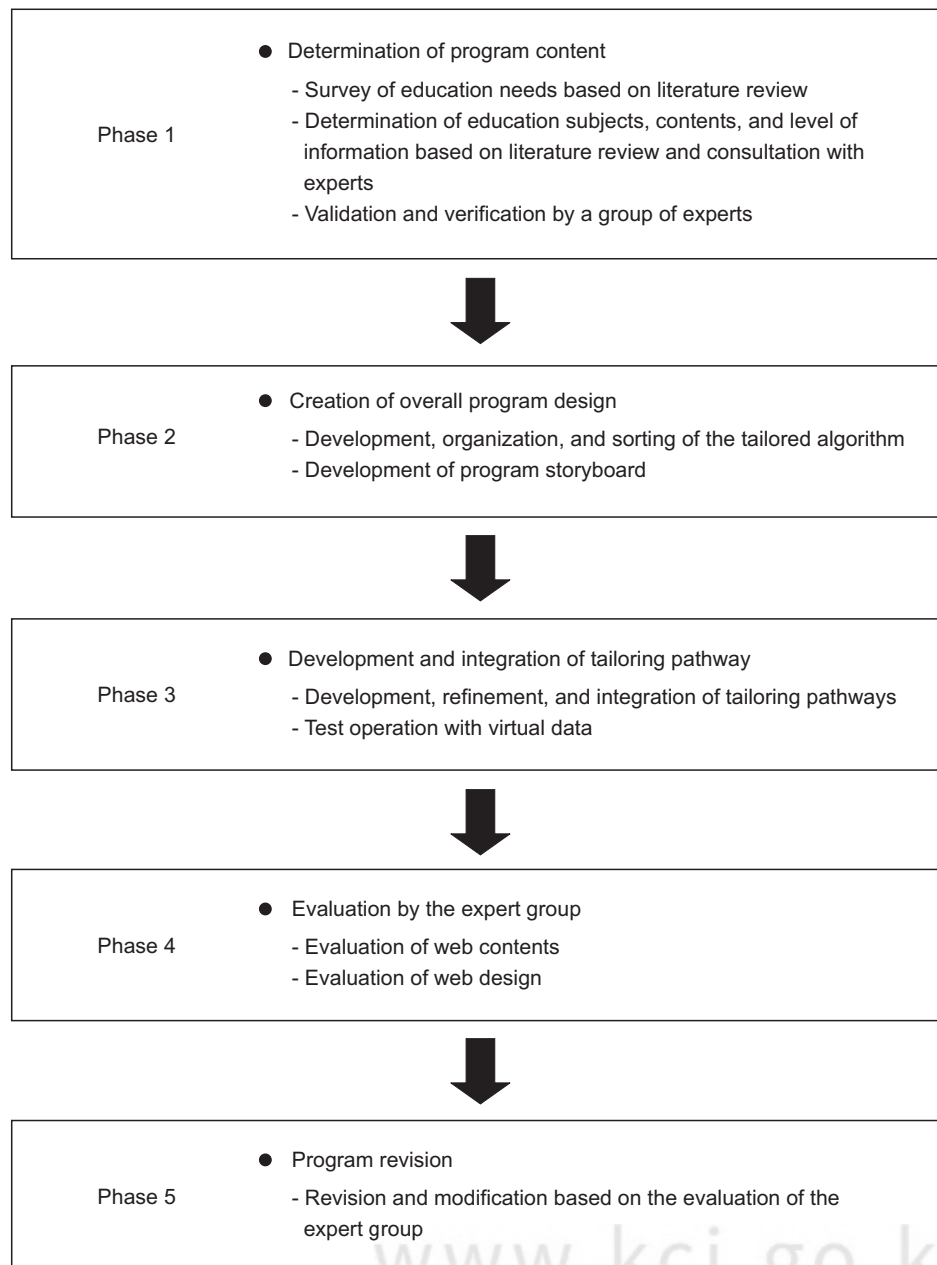 Phase 1
● Determination of program content
- Survey of education needs based on literature review
- Determination of education subjects, contents, and level of
information based on literature review and consultation with
experts
- Validation and verification by a group of experts
Phase 2
● Creation of overall program design
- Development, organization, and sorting of the tailored algorithm
- Development of program storyboard
Phase 3
● Development and integration of tailoring pathway
- Development, refinement, and integration of tailoring pathways
- Test operation with virtual data
Phase 4
● Evaluation by the expert group
- Evaluation of web contents
- Evaluation of web design
Phase 5
● Program revision
- Revision and modification based on the evaluation of the
expert group
www.kci.go.k